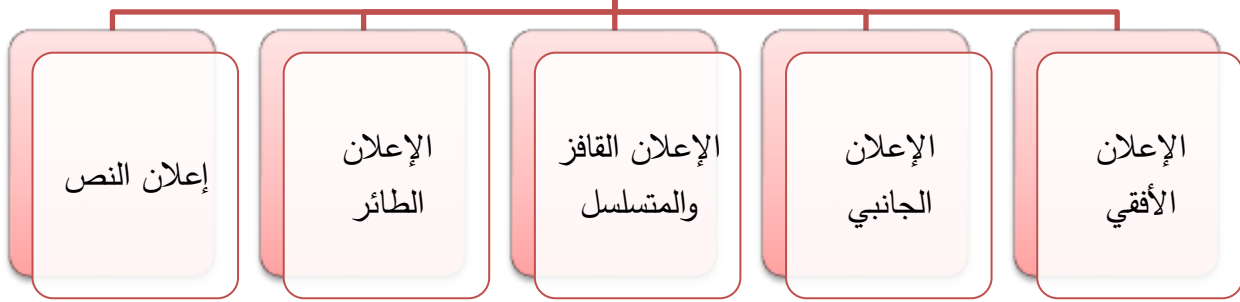 الإعلان
الأفقي
الإعلان
الجانبي
الإعلان القافز
والمتسلسل
الإعلان
الطائر
إعلان النص